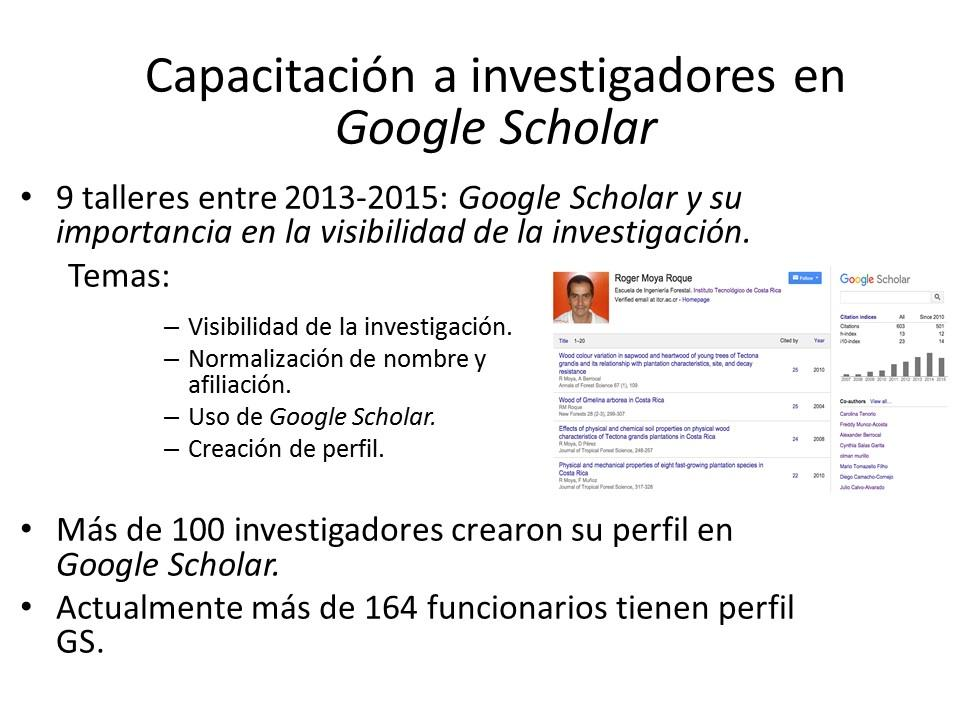 Capacitación a investigadores en
Google Scholar
• 9 talleres entre 2013-2015: Google Scholar y su
importancia en la visibilidad de la investigación.
Temas:
– Visibilidad de la investigación.
– Normalización de nombre y
afiliación.
– Uso de Google Scholar.
– Creación de perfil.
Roger Moya Roque
Follow
Escuela de Ingeniería Forestal, Instituto Tecnológico de Costa Rica
Verified email at itcr.ac.cr - Homepage
Title 1–20 Cited by Year
Wood colour variation in sapwood and heartwood of young trees of Tectona
grandis and its relationship with plantation characteristics, site, and decay
resistance 25 2010
R Moya, A Berrocal
Annals of Forest Science 67 (1), 109
Wood of Gmelina arborea in Costa Rica 25 2004
RM Roque
New Forests 28 (2-3), 299-307
Effects of physical and chemical soil properties on physical wood
characteristics of Tectona grandis plantations in Costa Rica 24 2008
R Moya, D Pérez
Journal of Tropical Forest Science, 248-257
Physical and mechanical properties of eight fast-growing plantation species in
Costa Rica 22 2010
R Moya, F Muñoz
Journal of Tropical Forest Science, 317-328
Google Scholar
Citation indices All Since 2010
Citations 603 501
h-index 13 12
i10-index 23 14
2007 2008 2009 2010 2011 2012 2013 2014 2015
Co-authors View all…
Carolina Tenorio
Freddy Munoz-Acosta
Alexander Berrocal
Cynthia Salas Garita
olman murillo
Mario Tomazello Filho
Diego Camacho-Cornejo
Julio Calvo-Alvarado
• Más de 100 investigadores crearon su perfil en
Google Scholar.
• Actualmente más de 164 funcionarios tienen perfil
GS.